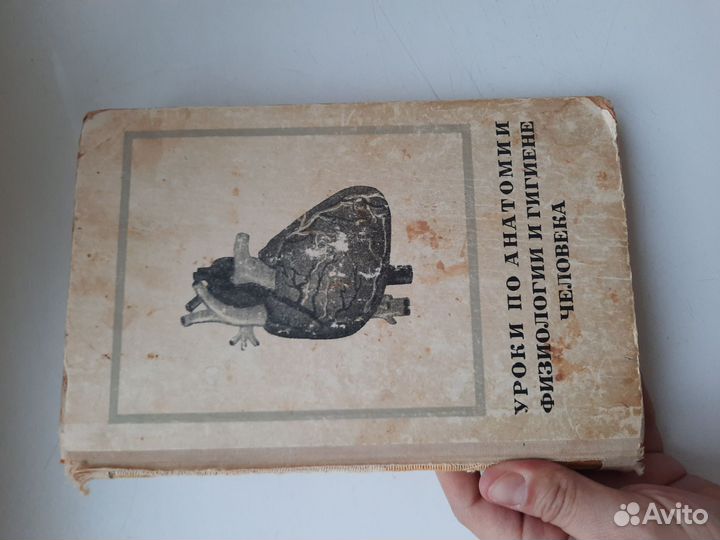 УРОКИ ПО АНАТОМИИ
ФИЗИОЛОГИИ И ГИГИЕНЕ
ЧЕЛОВЕКА
Avito